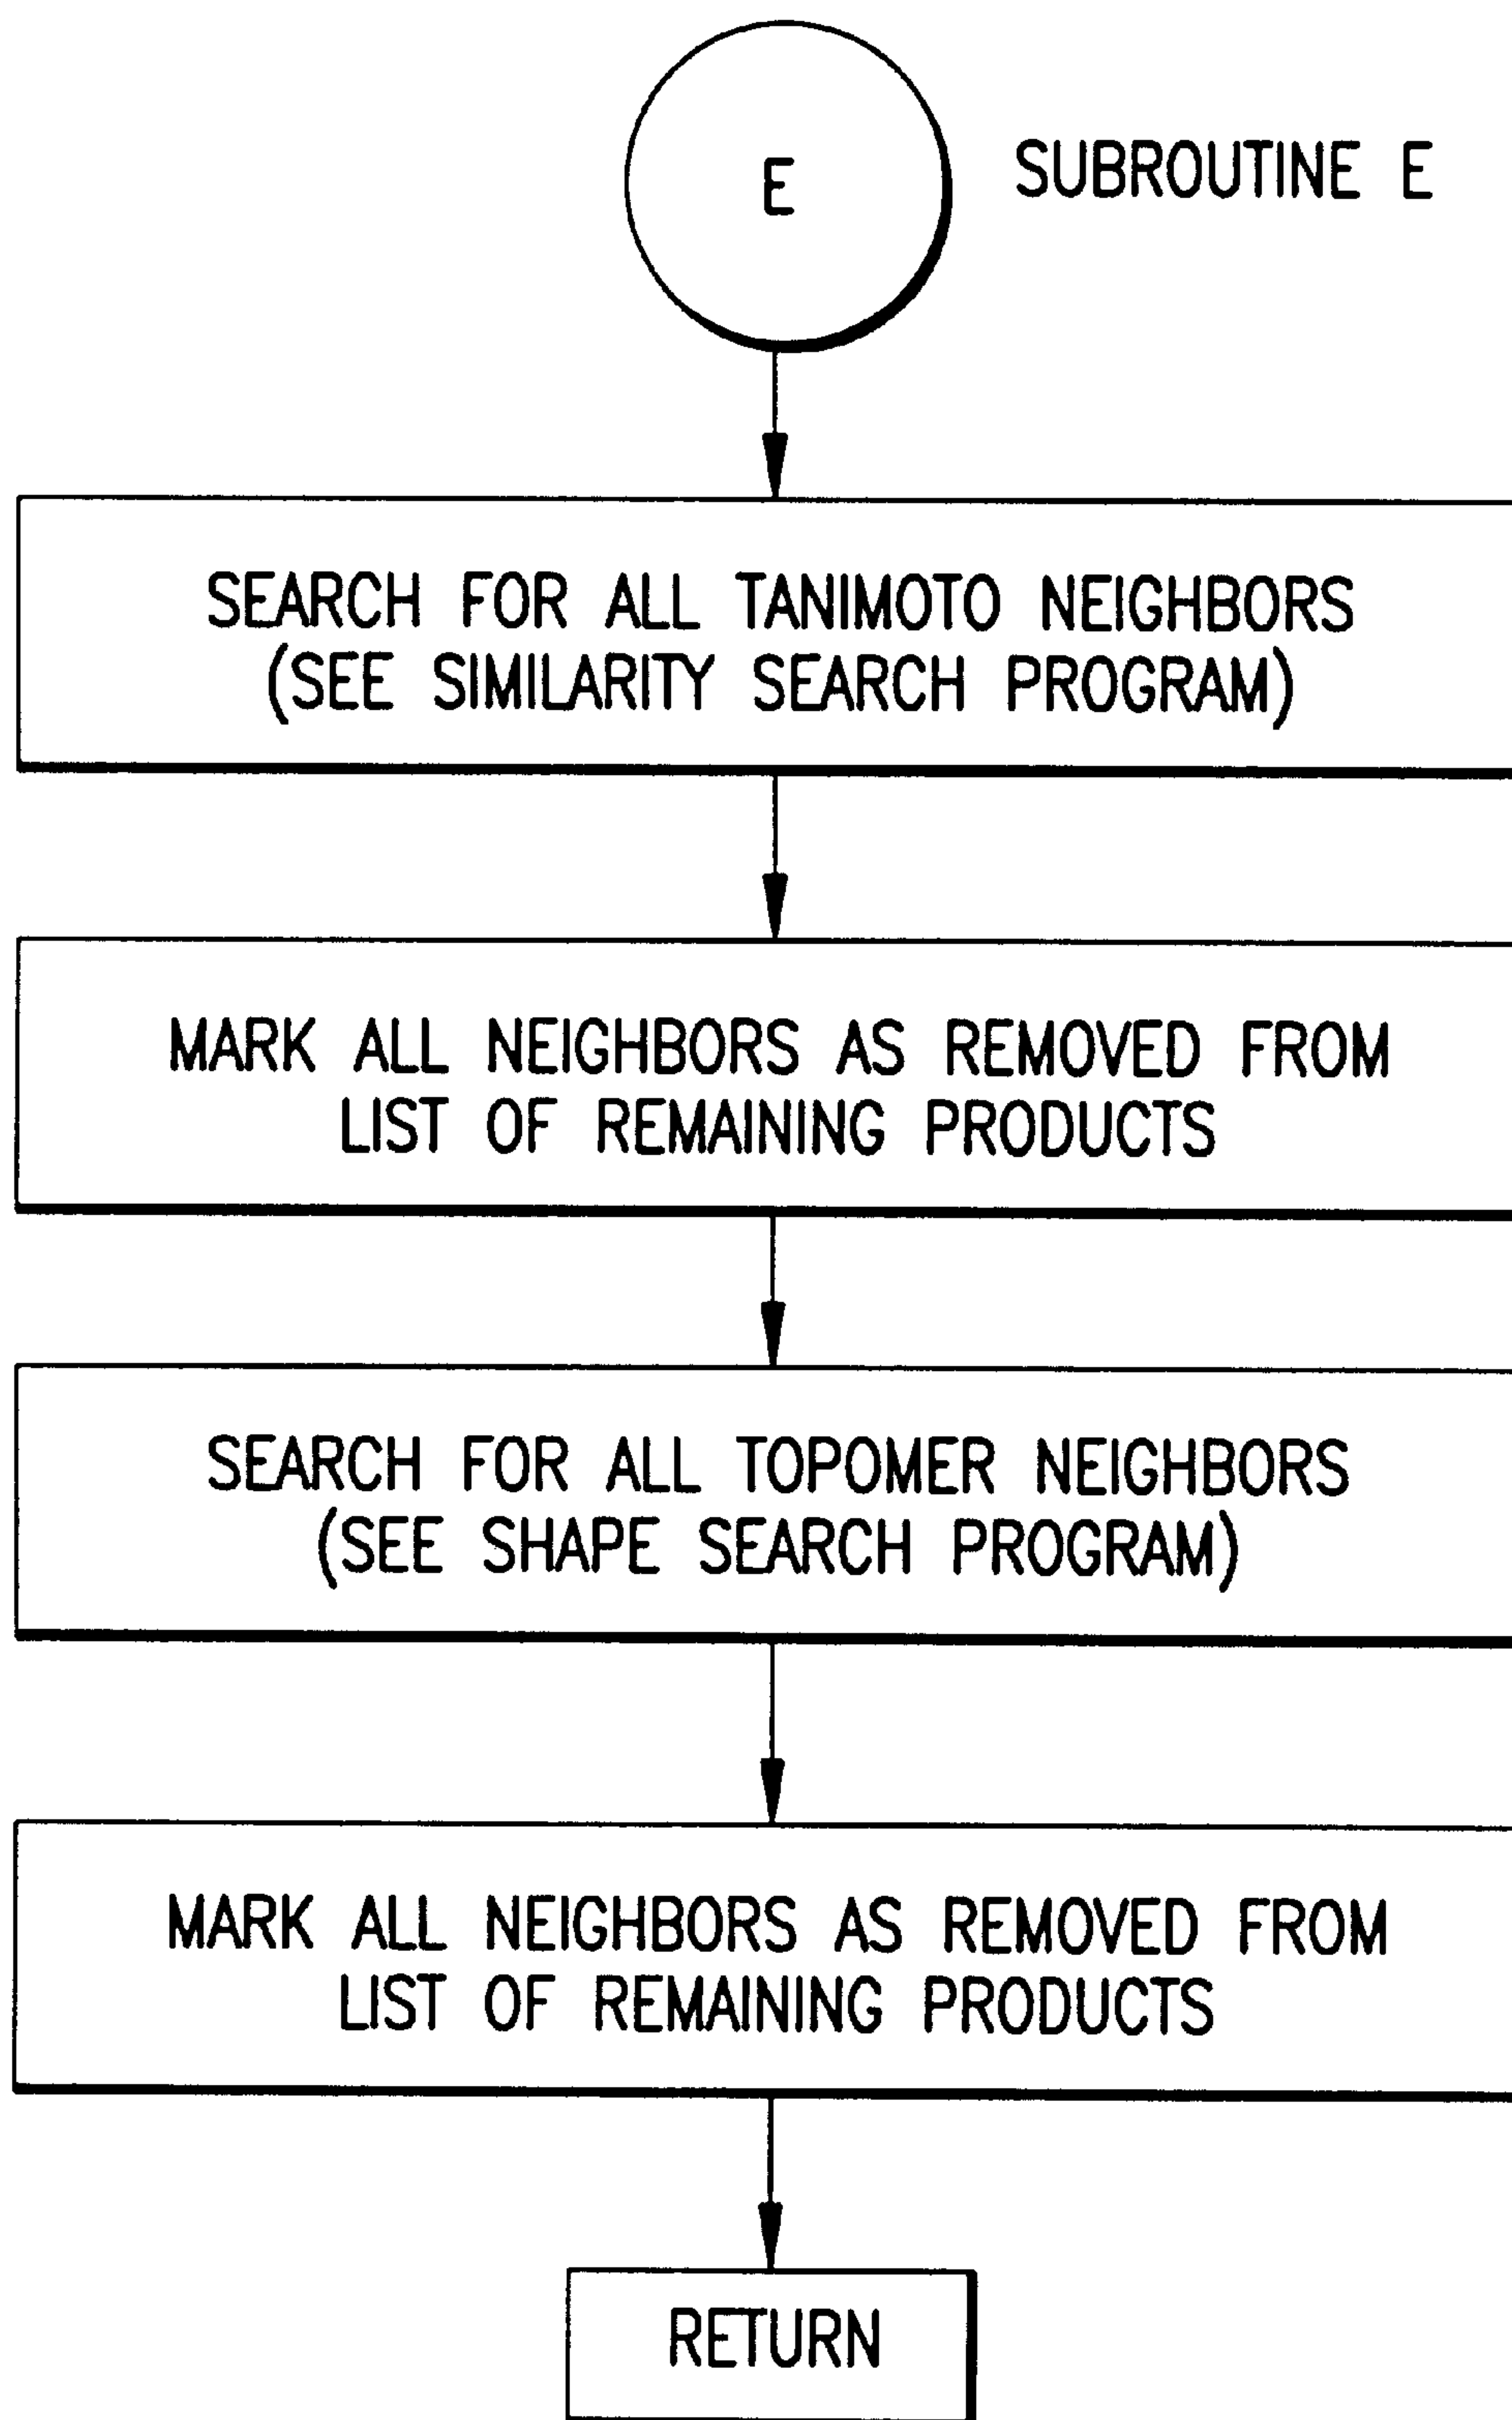 E
SUBROUTINE E
SEARCH FOR ALL TANIMOTO NEIGHBORS
(SEE SIMILARITY SEARCH PROGRAM)
MARK ALL NEIGHBORS AS REMOVED FROM
LIST OF REMAINING PRODUCTS
SEARCH FOR ALL TOPOMER NEIGHBORS
(SEE SHAPE SEARCH PROGRAM)
MARK ALL NEIGHBORS AS REMOVED FROM
LIST OF REMAINING PRODUCTS
RETURN